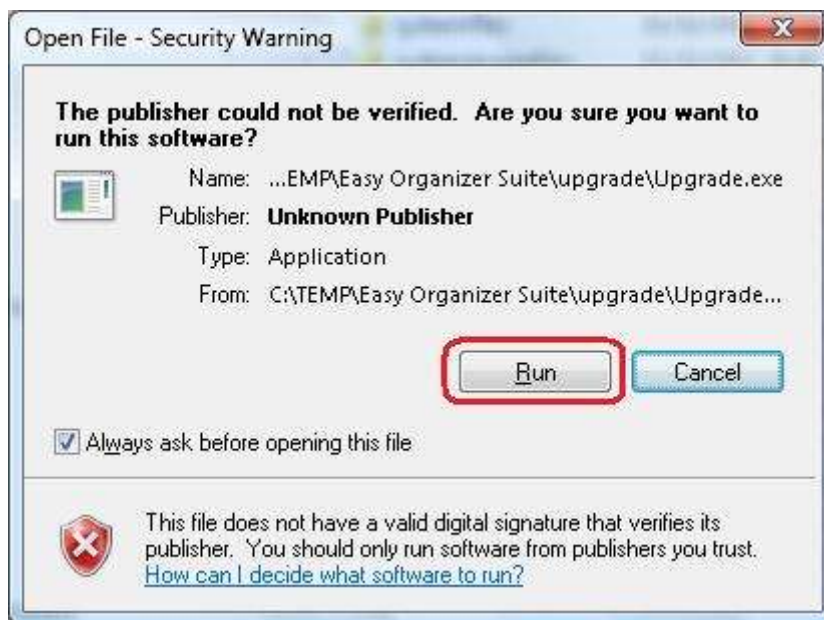 Open File - Security Warning
The publisher could not be verified. Are you sure you want to
run this software?
Name: ...EMP\Easy Organizer Suite\upgrade\Upgrade.exe
Publisher: Unknown Publisher
Type: Application
From: C:\TEMP\Easy Organizer Suite\upgrade\Upgrade...
Run Cancel
Always ask before opening this file
This file does not have a valid digital signature that verifies its
publisher. You should only run software from publishers you trust.
How can I decide what software to run?